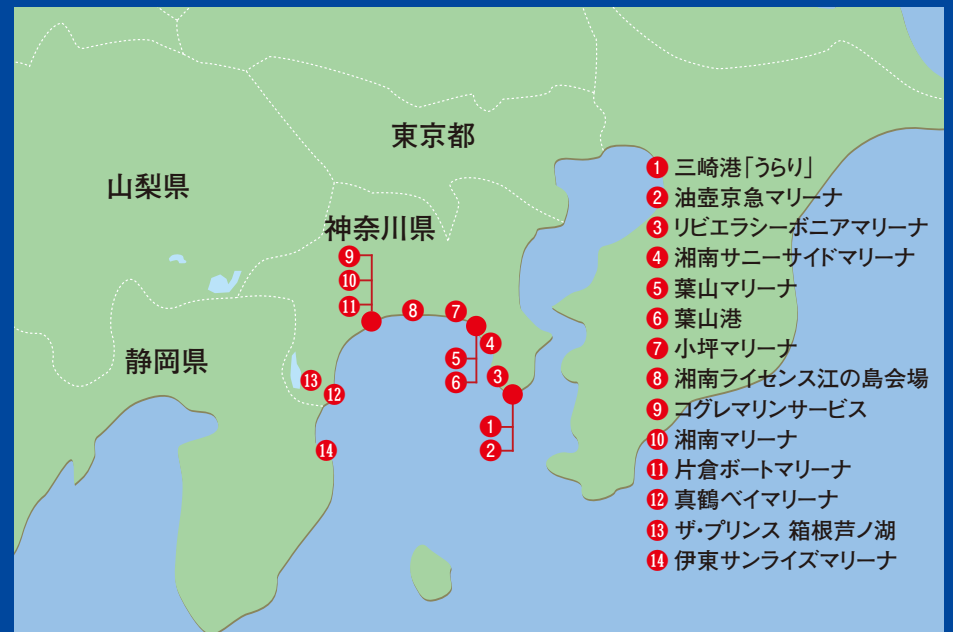 東京都
山梨県
神奈川県
静岡県
9
10
11
8
7
4
5
6
3
1
2
13
12
14
1 三崎港「うらり」
2 油壺京急マリーナ
3 リビエラシーボニアマリーナ
4 湘南サニーサイドマリーナ
5 葉山マリーナ
6 葉山港
7 小坪マリーナ
8 湘南ライセンス江の島会場
9 コグレマリンサービス
10 湘南マリーナ
11 片倉ボートマリーナ
12 真鶴ベイマリーナ
13 ザ・プリンス 箱根芦ノ湖
14 伊東サンライズマリーナ